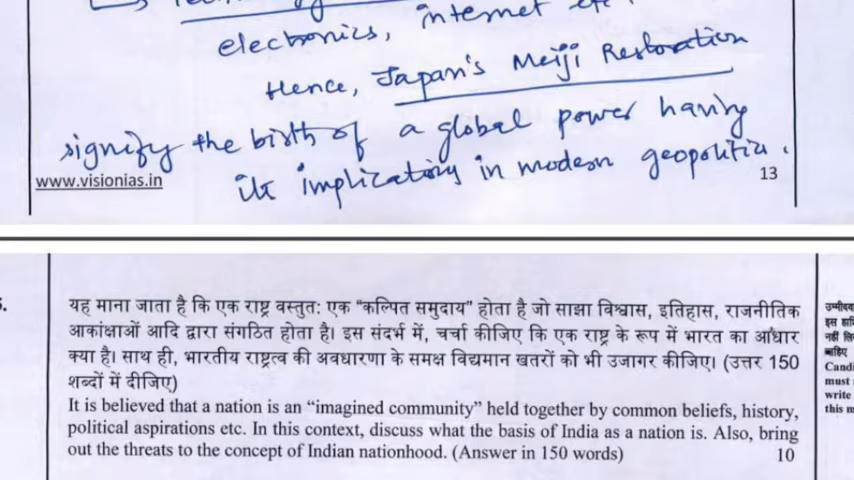 electronics, internet etc.
Hence, Japan's Meiji Restoration
signify the birth of a global power having
its in modern geopolitics.
www.visionias.in
13
यह माना जाता है कि एक राष्ट्र वस्तुतः एक “कल्पित समुदाय” होता है जो साझा विश्वास, इतिहास, राजनीतिक
आकांक्षाओं आदि द्वारा संगठित होता है। इस संदर्भ में, चर्चा कीजिए कि एक राष्ट्र के रूप में भारत का आधार
क्या है। साथ ही, भारतीय राष्ट्रत्व की अवधारणा के समक्ष विद्यमान खतरों को भी उजागर कीजिए। (उत्तर 150
शब्दों में दीजिए)
It is believed that a nation is an “imagined community” held together by common beliefs, history,
political aspirations etc. In this context, discuss what the basis of India as a nation is. Also, bring
out the threats to the concept of Indian nationhood. (Answer in 150 words) 10
इस
must
write
this